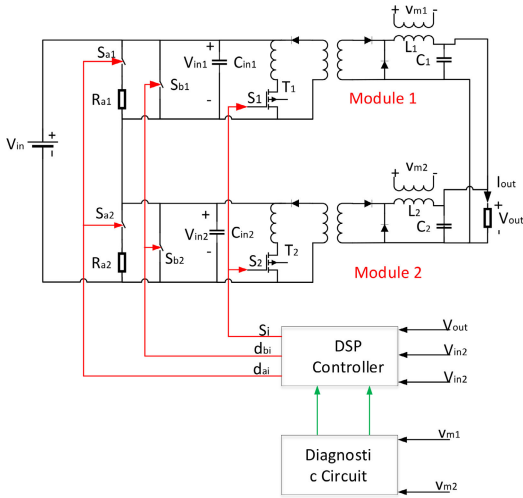 + vm1 -
Sa1
+
Vin1
-
Cin1
Sb1
L1
C1
T1
S1
Ra1
Module 1
Vin
+
-
+ vm2 -
Sa2
+
Vin2
-
Cin2
Sb2
L2
C2
Iout
+
Vout
-
T2
S2
Ra2
Module 2
Si
dbi
dai
DSP
Controller
Vout
Vin2
Vin2
Diagnosti
c Circuit
vm1
vm2